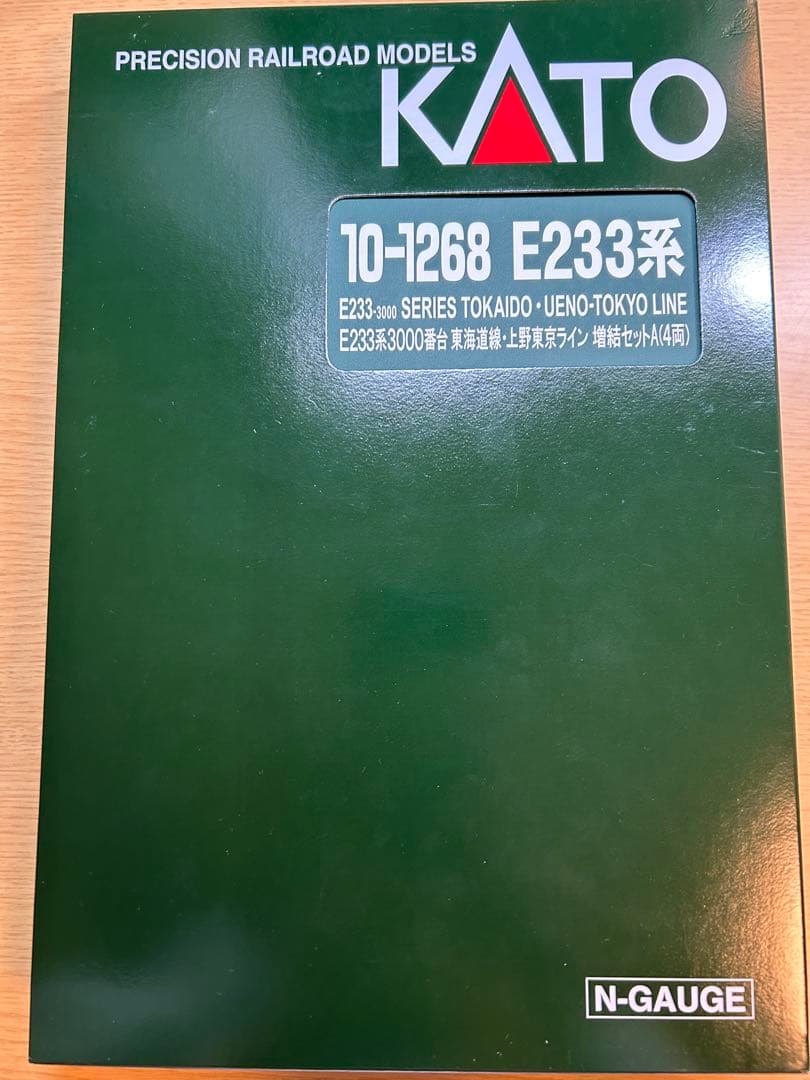 PRECISION RAILROAD MODELS
KATO
10-1268 E233系
E233-3000 SERIES TOKAIDO・UENO-TOKYO LINE
E233系3000番台 東海道線・上野東京ライン 増結セットA(4両)
N-GAUGE